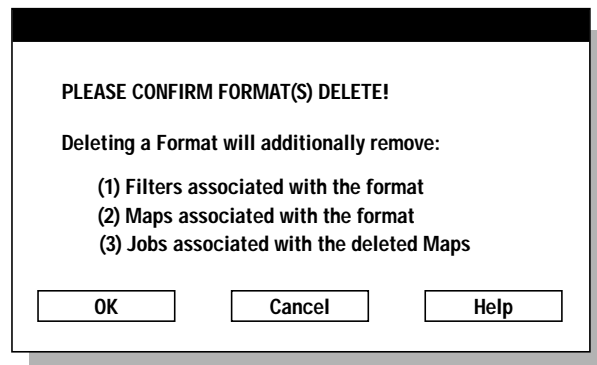 PLEASE CONFIRM FORMAT(S) DELETE!
Deleting a Format will additionally remove:
(1) Filters associated with the format
(2) Maps associated with the format
(3) Jobs associated with the deleted Maps
OK Cancel Help